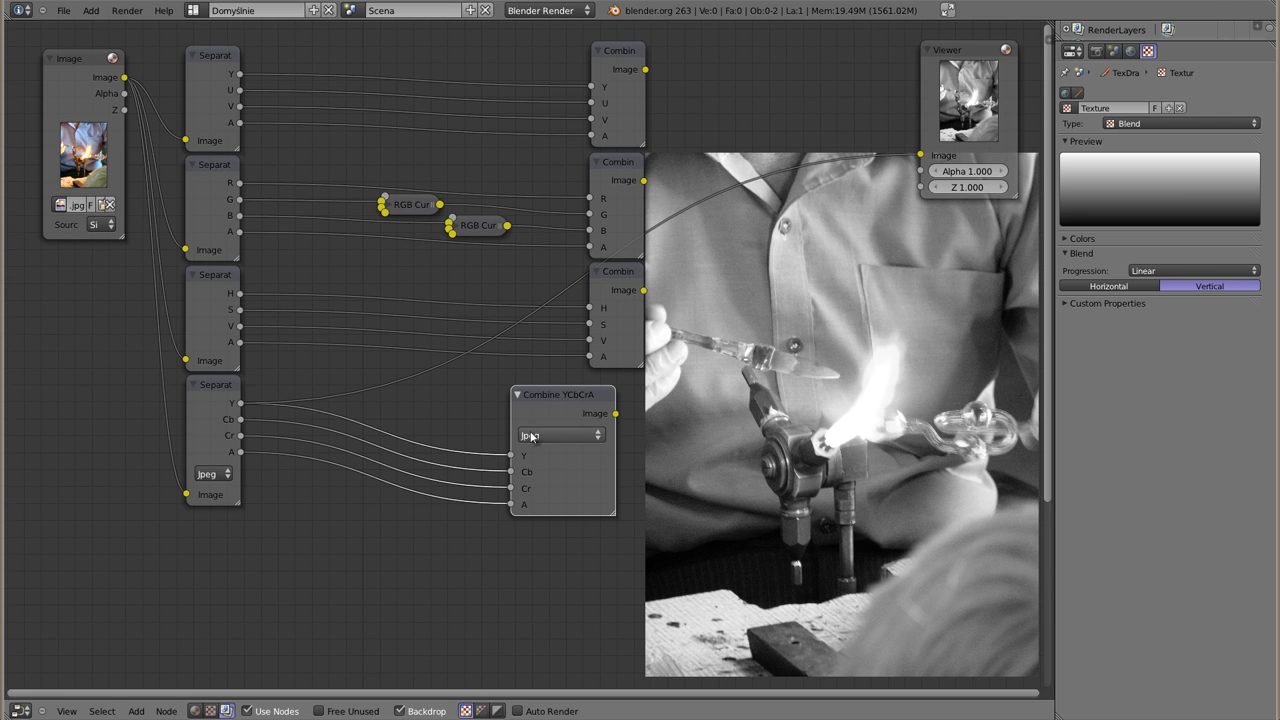 File Add Render Help Domyślnie Scena Blender Render blender.org 263 | Ve:0 | Fa:0 | Ob:0-2 | La:1 | Mem:19.49M (1561.02M)
RenderLayers
TexDra Textur
Texture F
Type: Blend
Preview
Colors
Blend
Progression: Linear
Horizontal Vertical
Custom Properties
Image
Image
Alpha
Z
.jpg F
Sourc Si
Separat
Y
U
V
A
Image
Separat
R
G
B
A
Image
Separat
H
S
V
A
Image
Separat
Y
Cb
Cr
A
Jpeg
Image
RGB Cur
RGB Cur
Combin
Image
Y
U
V
A
Combin
Image
R
G
B
A
Combin
Image
H
S
V
A
Combine YCbCrA
Image
Jpeg
Y
Cb
Cr
A
Viewer
Image
Alpha 1.000
Z 1.000
View Select Add Node Use Nodes Free Unused Backdrop Auto Render